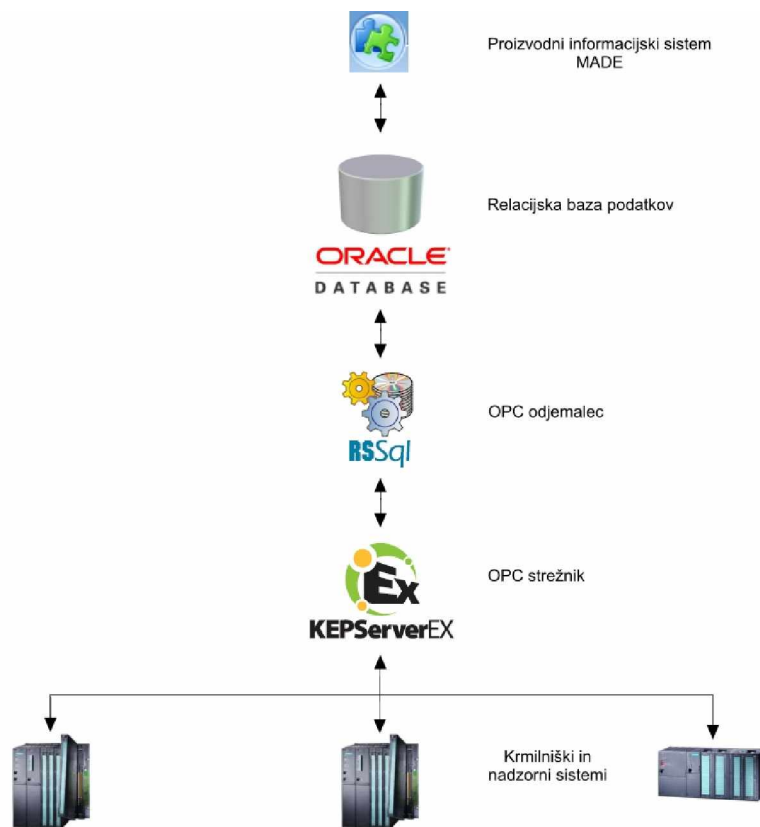 Proizvodni informacijski sistem
MADE
Relacijska baza podatkov
ORACLE
DATABASE
OPC odjemalec
RSSql
OPC strežnik
Ex
KEPServerEX
Krmilniški in
nadzorni sistemi